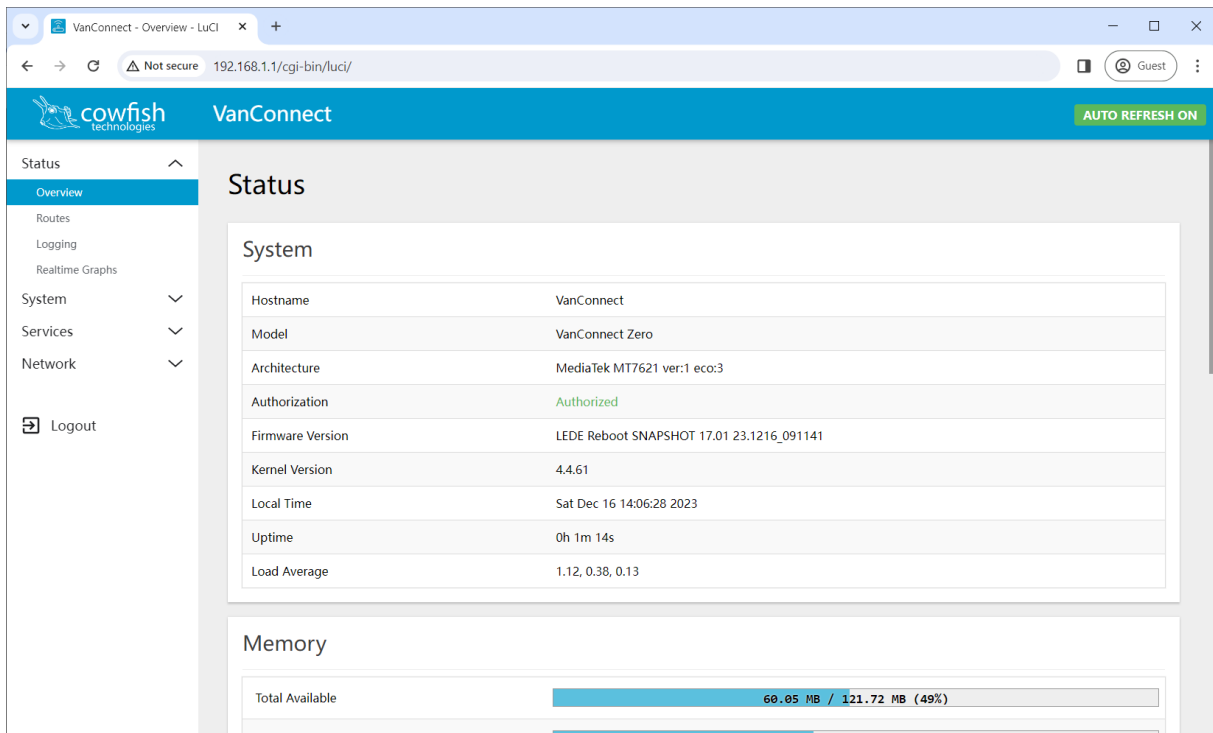 VanConnect - Overview - LuCI
Not secure 192.168.1.1/cgi-bin/luci/
Guest
cowfish
technologies
VanConnect
AUTO REFRESH ON
Status
Overview
Routes
Logging
Realtime Graphs
System
Services
Network
Logout
Status
System
Hostname VanConnect
Model VanConnect Zero
Architecture MediaTek MT7621 ver:1 eco:3
Authorization Authorized
Firmware Version LEDE Reboot SNAPSHOT 17.01 23.1216_091141
Kernel Version 4.4.61
Local Time Sat Dec 16 14:06:28 2023
Uptime 0h 1m 14s
Load Average 1.12, 0.38, 0.13
Memory
Total Available 60.05 MB / 121.72 MB (49%)